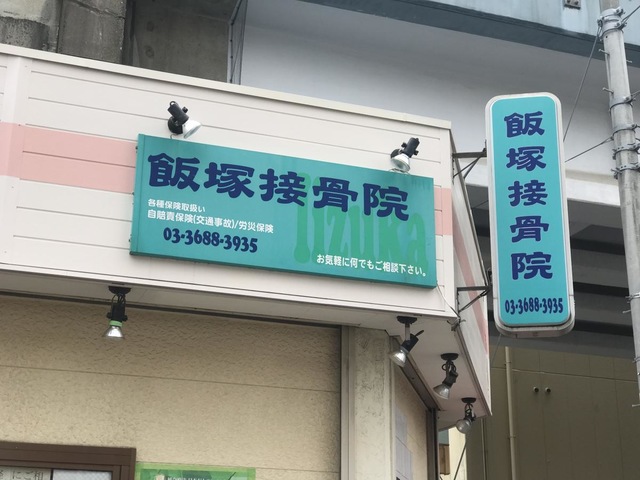 飯塚接骨院
Iizuka
各種保険取扱い
自賠責保険(交通事故)/労災保険
03-3688-3935
お気軽に何でもご相談下さい。
飯塚接骨院
03-3688-3935